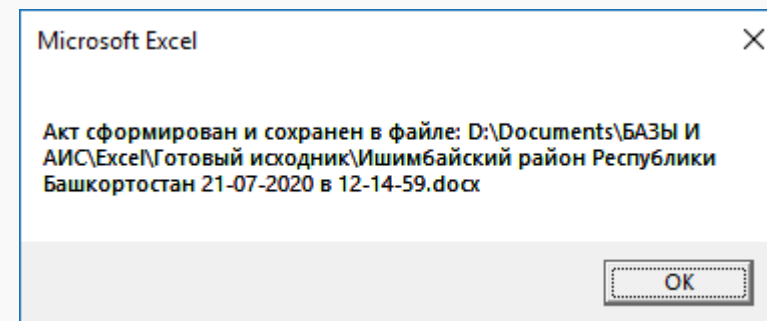 Microsoft Excel
Акт сформирован и сохранен в файле: D:\Documents\БАЗЫ И
АИС\Excel\Готовый исходник\Ишимбайский район Республики
Башкортостан 21-07-2020 в 12-14-59.docx
OK